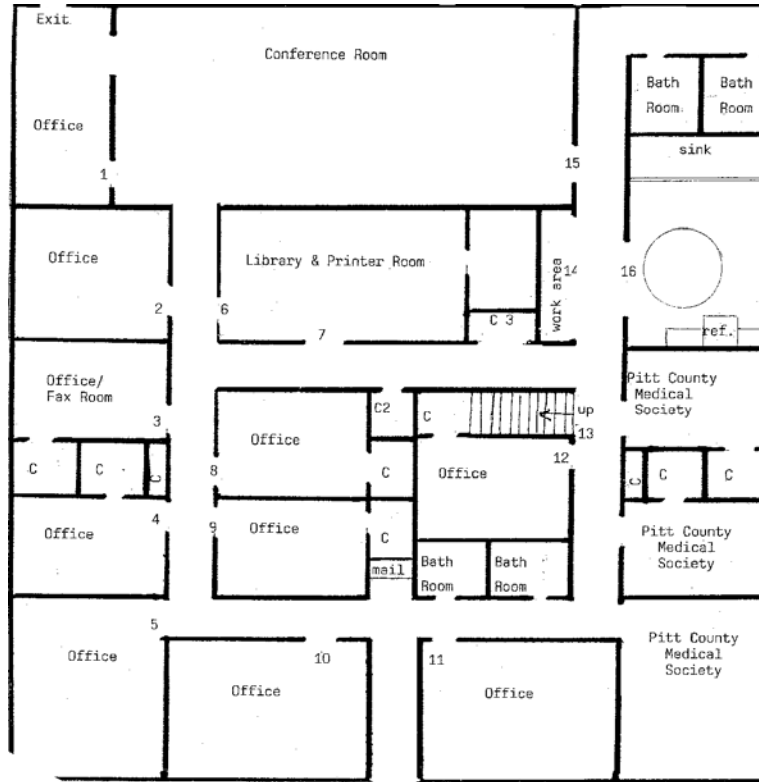 Exit
Conference Room
Bath
Room
Bath
Room
Office
sink
1
15
Office
Library & Printer Room
work area
14
16
2
6
7
C 3
ref.
Office/
Fax Room
Pitt County
Medical
Society
C2
C
up
3
Office
13
12
8
C
C
C
C
Office
C
C
C
4
9
Office
Office
C
Pitt County
Medical
Society
mail
Bath
Room
Bath
Room
5
Office
10
11
Pitt County
Medical
Society
Office
Office